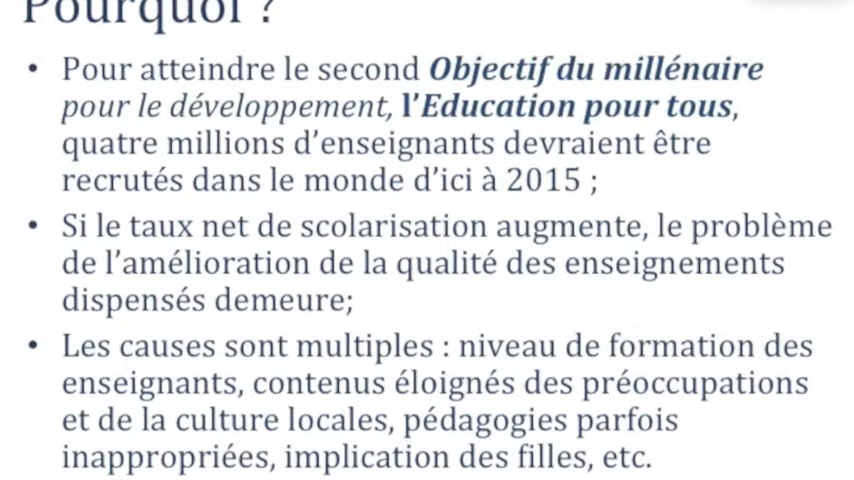 Pourquoi ?
• Pour atteindre le second Objectif du millénaire
pour le développement, l’Education pour tous,
quatre millions d’enseignants devraient être
recrutés dans le monde d’ici à 2015 ;
• Si le taux net de scolarisation augmente, le problème
de l’amélioration de la qualité des enseignements
dispensés demeure;
• Les causes sont multiples : niveau de formation des
enseignants, contenus éloignés des préoccupations
et de la culture locales, pédagogies parfois
inappropriées, implication des filles, etc.